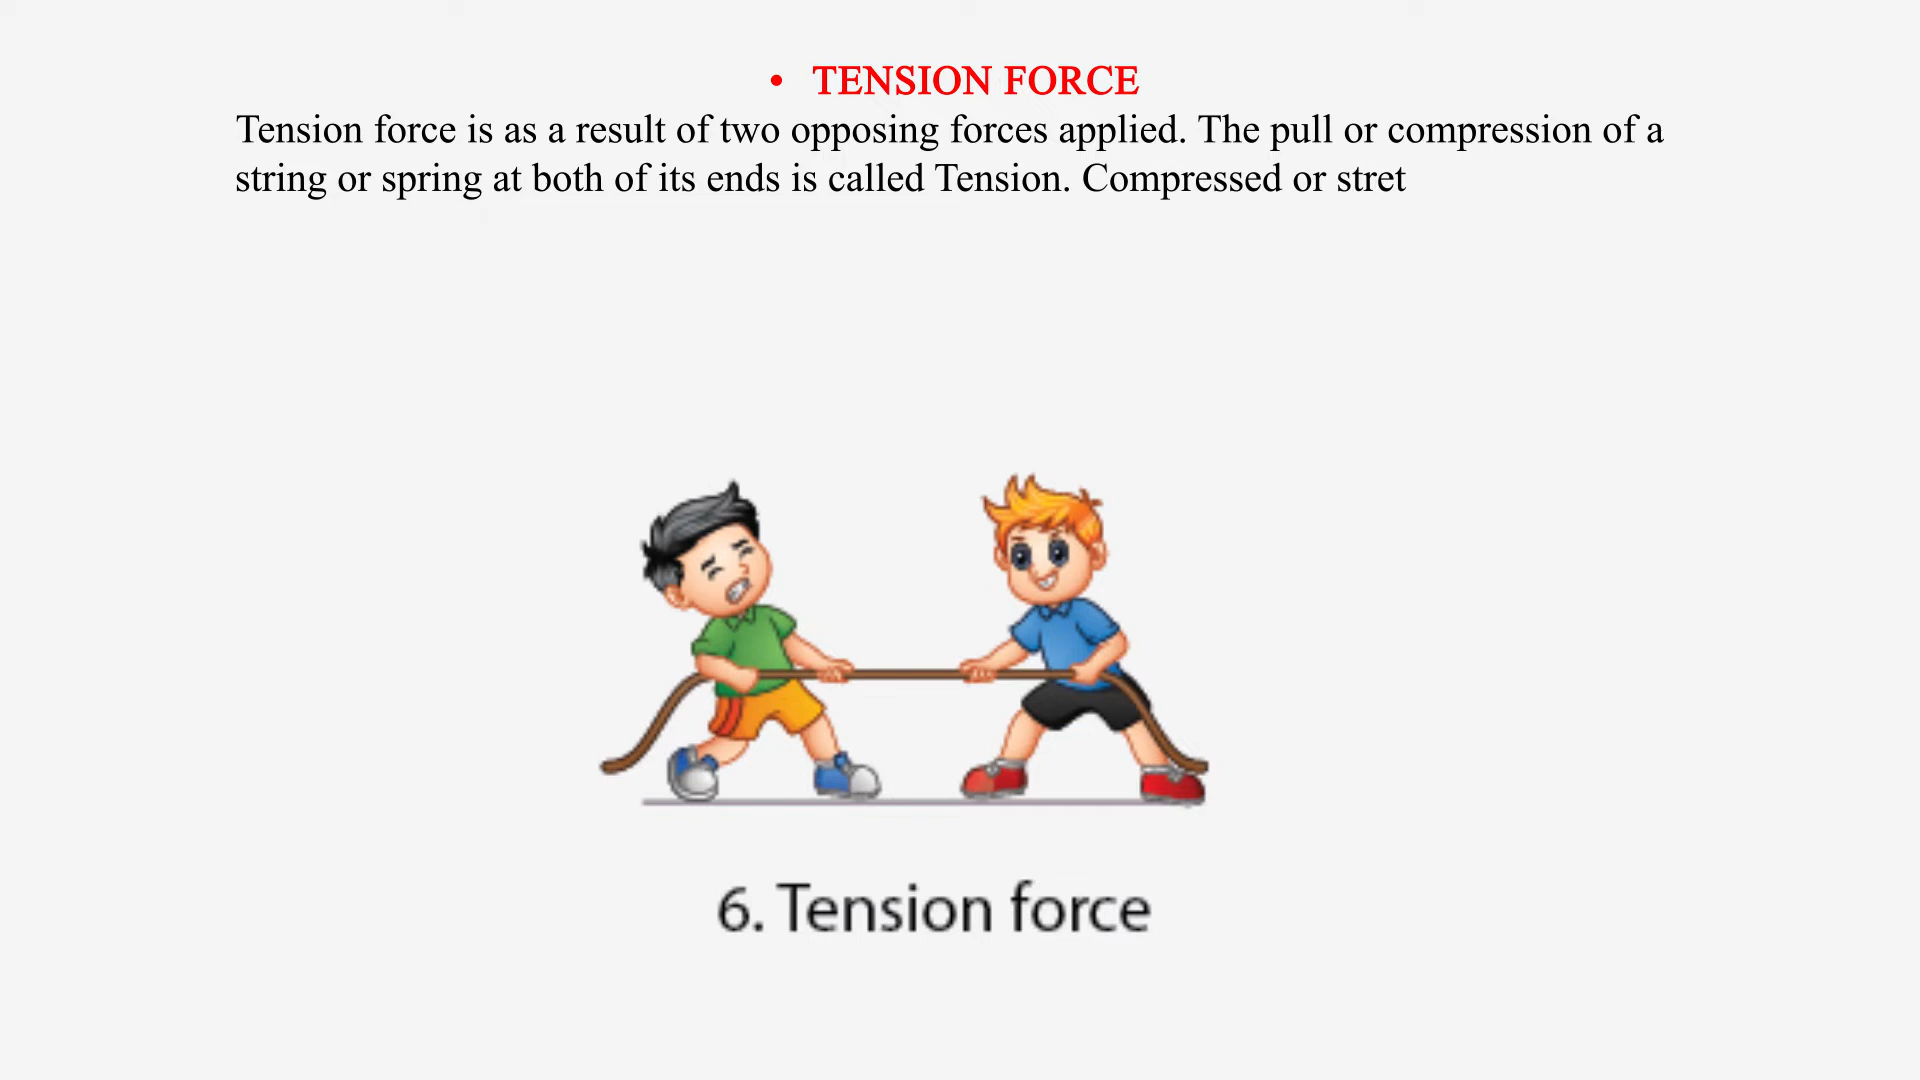 • TENSION FORCE
Tension force is as a result of two opposing forces applied. The pull or compression of a
string or spring at both of its ends is called Tension. Compressed or stret
6. Tension force